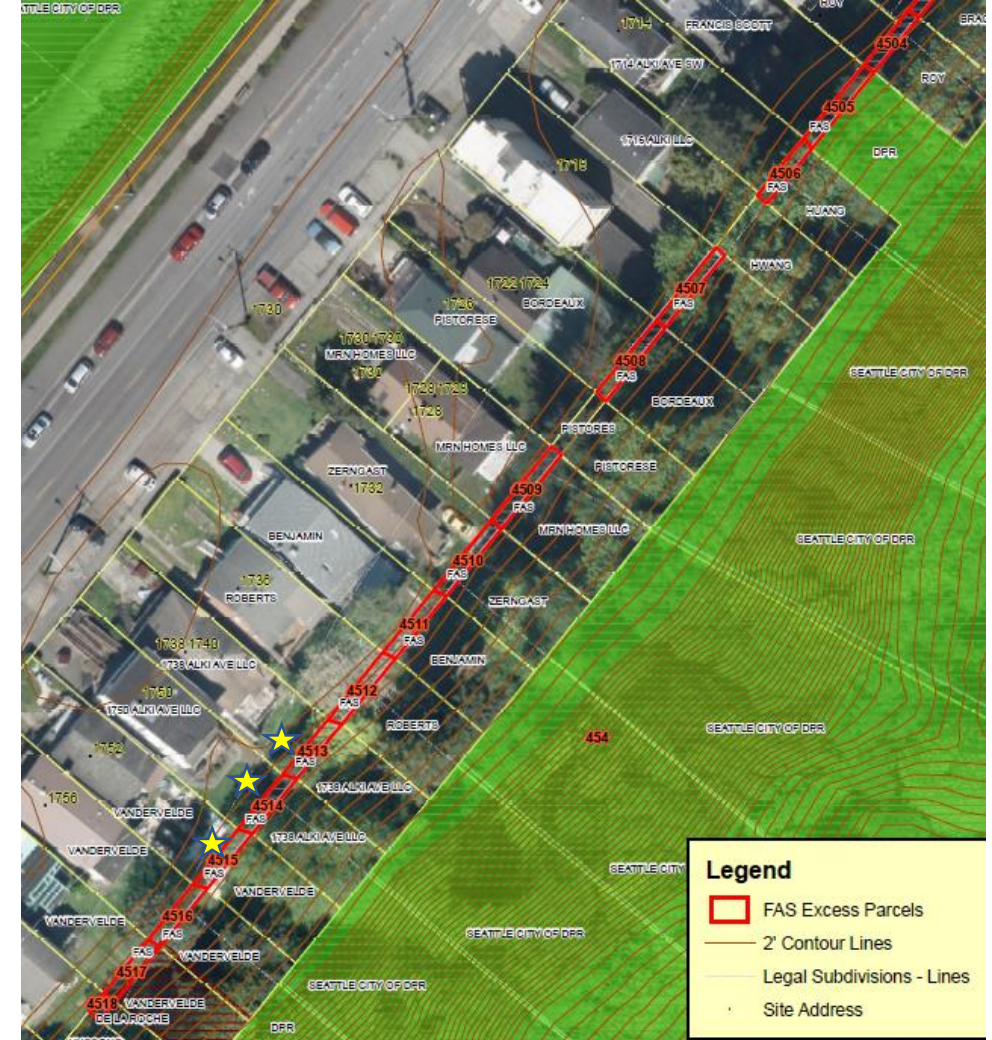 TTLE CITY OF DPR
ROY
1714
FRANCIS SCOTT
BRAC
4504
1714 ALKI AVE SW
ROY
4505
FAS
1716 ALKI LLC
DPR
1718
4506
FAS
HUANG
HWANG
1722 1724
4507
FAS
1726
BORDEAUX
PISTORESE
1730
1730 1730
MRN HOMES LLC
1730
4508
FAS
SEATTLE CITY OF DPR
1728 1728
1728
BORDEAUX
PISTORES
MRN HOMES LLC
PISTORESE
ZERNGAST
1732
4509
FAS
MRN HOMES LLC
BENJAMIN
SEATTLE CITY OF DPR
4510
FAS
1736
ROBERTS
ZERNGAST
4511
FAS
1738 1740
1738 ALKI AVE LLC
BENJAMIN
1750
1750 ALKI AVE LLC
4512
FAS
ROBERTS
SEATTLE CITY OF DPR
454
1752
4513
FAS
1738 ALKI AVE LLC
1756
VANDERVELDE
4514
FAS
1738 ALKI AVE LLC
VANDERVELDE
4515
FAS
SEATTLE CITY
VANDERVELDE
VANDERVELDE
4516
FAS
SEATTLE CITY OF DPR
FAS
VANDERVELDE
4517
SEATTLE CITY OF DPR
4518
VANDERVELDE
DE LA ROCHE
DPR
Legend
FAS Excess Parcels
2' Contour Lines
Legal Subdivisions - Lines
Site Address